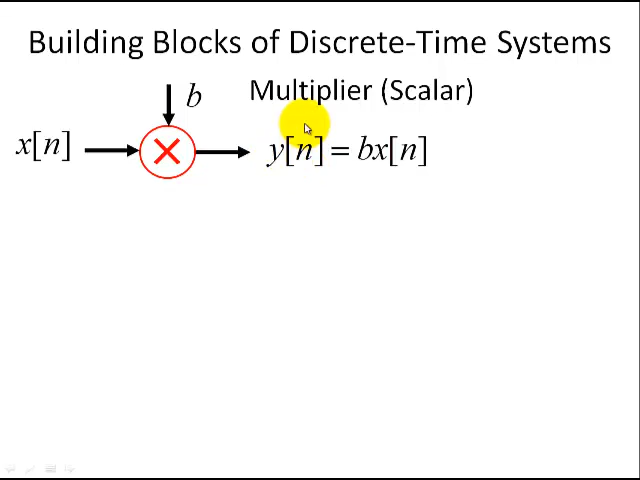 Building Blocks of Discrete-Time Systems
b
Multiplier (Scalar)
x[n]
×
y[n] = bx[n]